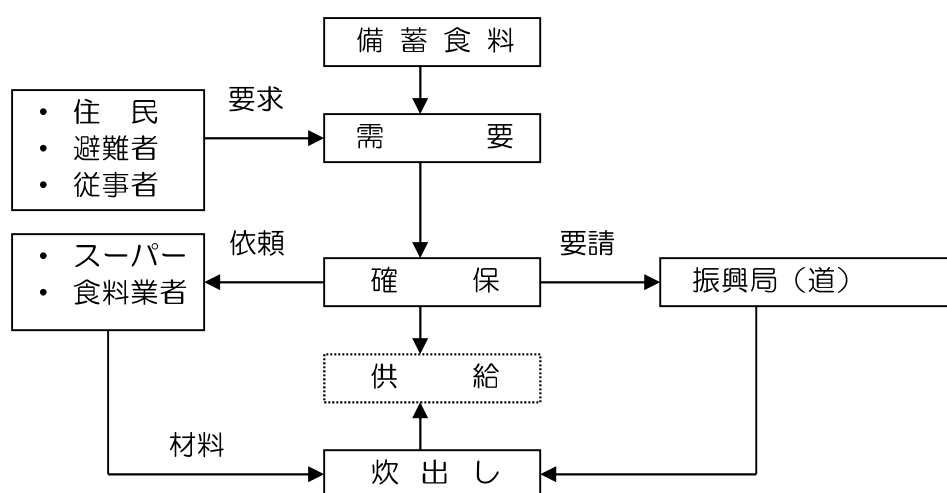 備蓄食料
要求
・ 住　民
・ 避難者
・ 従事者
需　要
依頼
要請
・ スーパー
・ 食料業者
確　保
振興局（道）
供　給
材料
炊出し